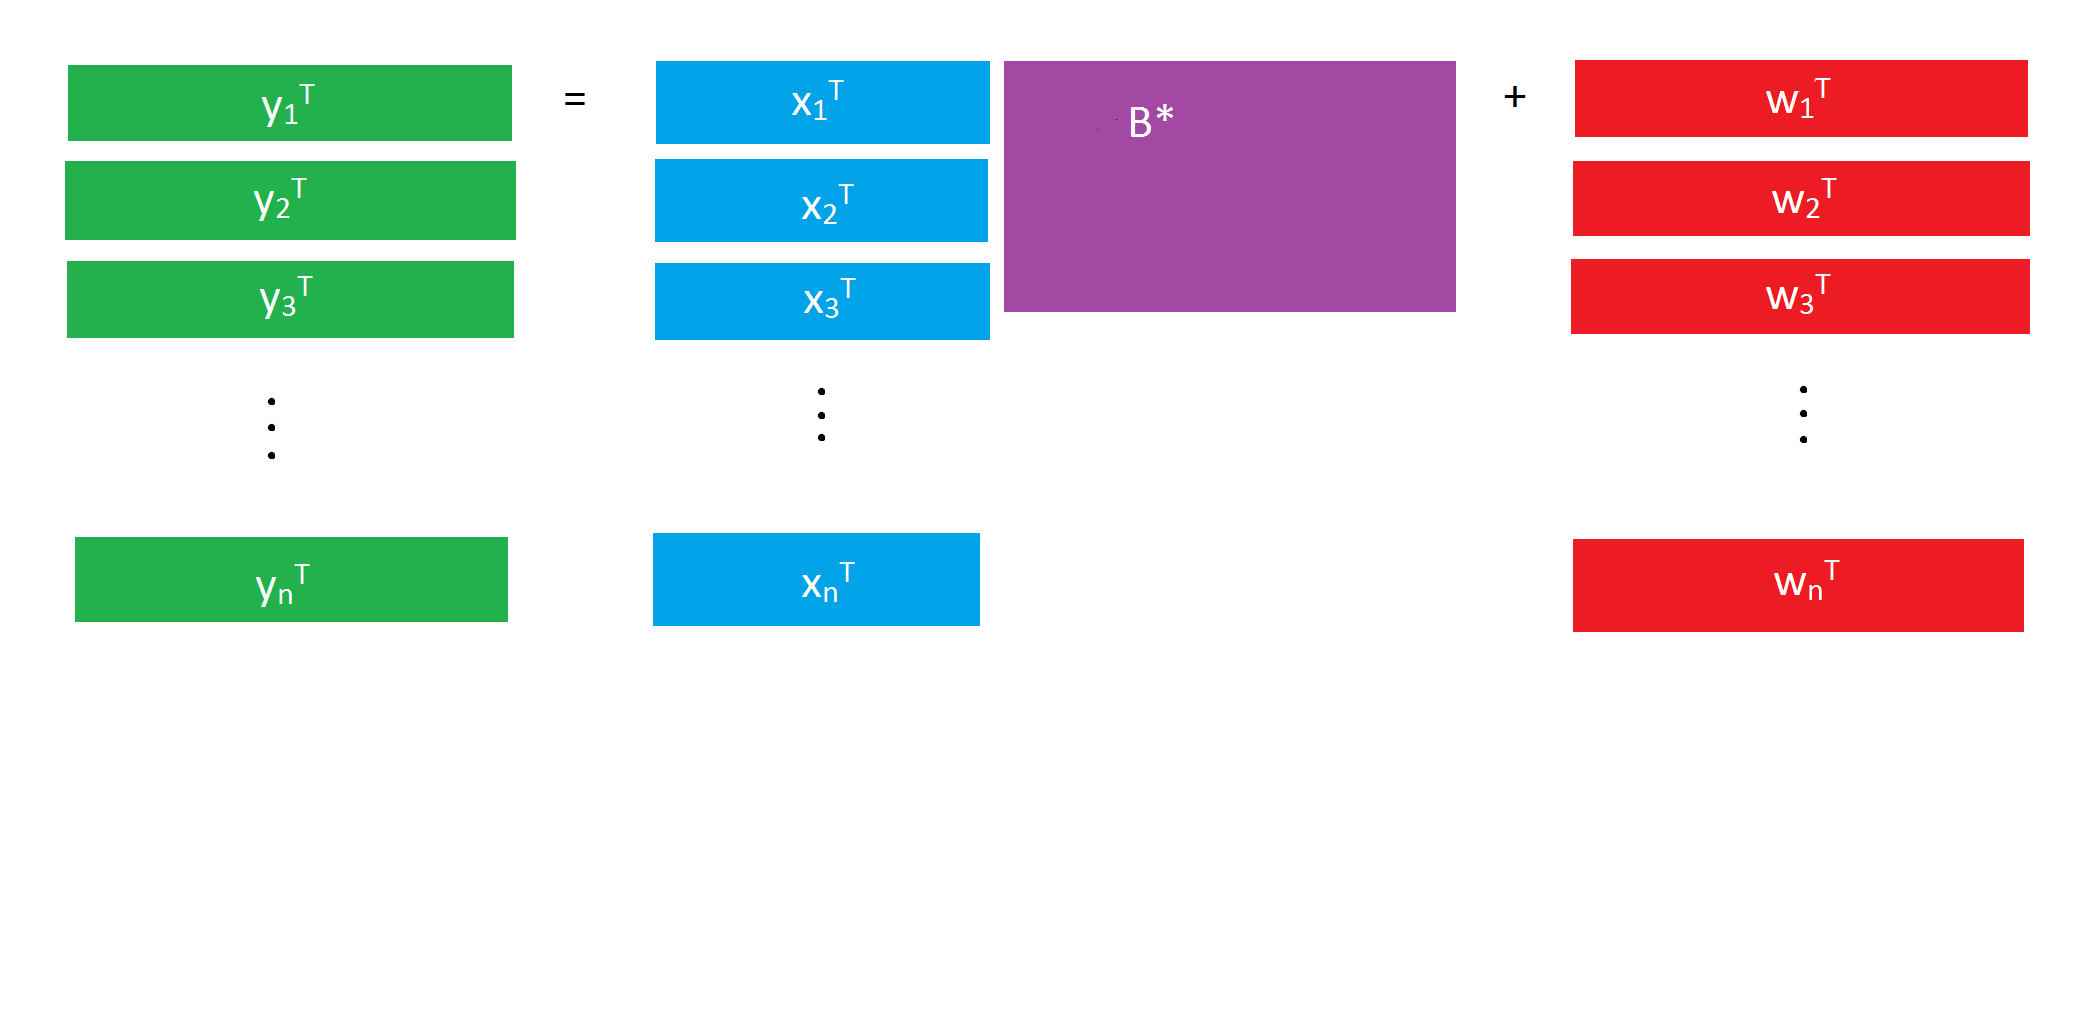 y₁ᵀ = x₁ᵀ B* + w₁ᵀ
y₂ᵀ x₂ᵀ w₂ᵀ
y₃ᵀ x₃ᵀ w₃ᵀ
⋮ ⋮ ⋮
yₙᵀ xₙᵀ wₙᵀ